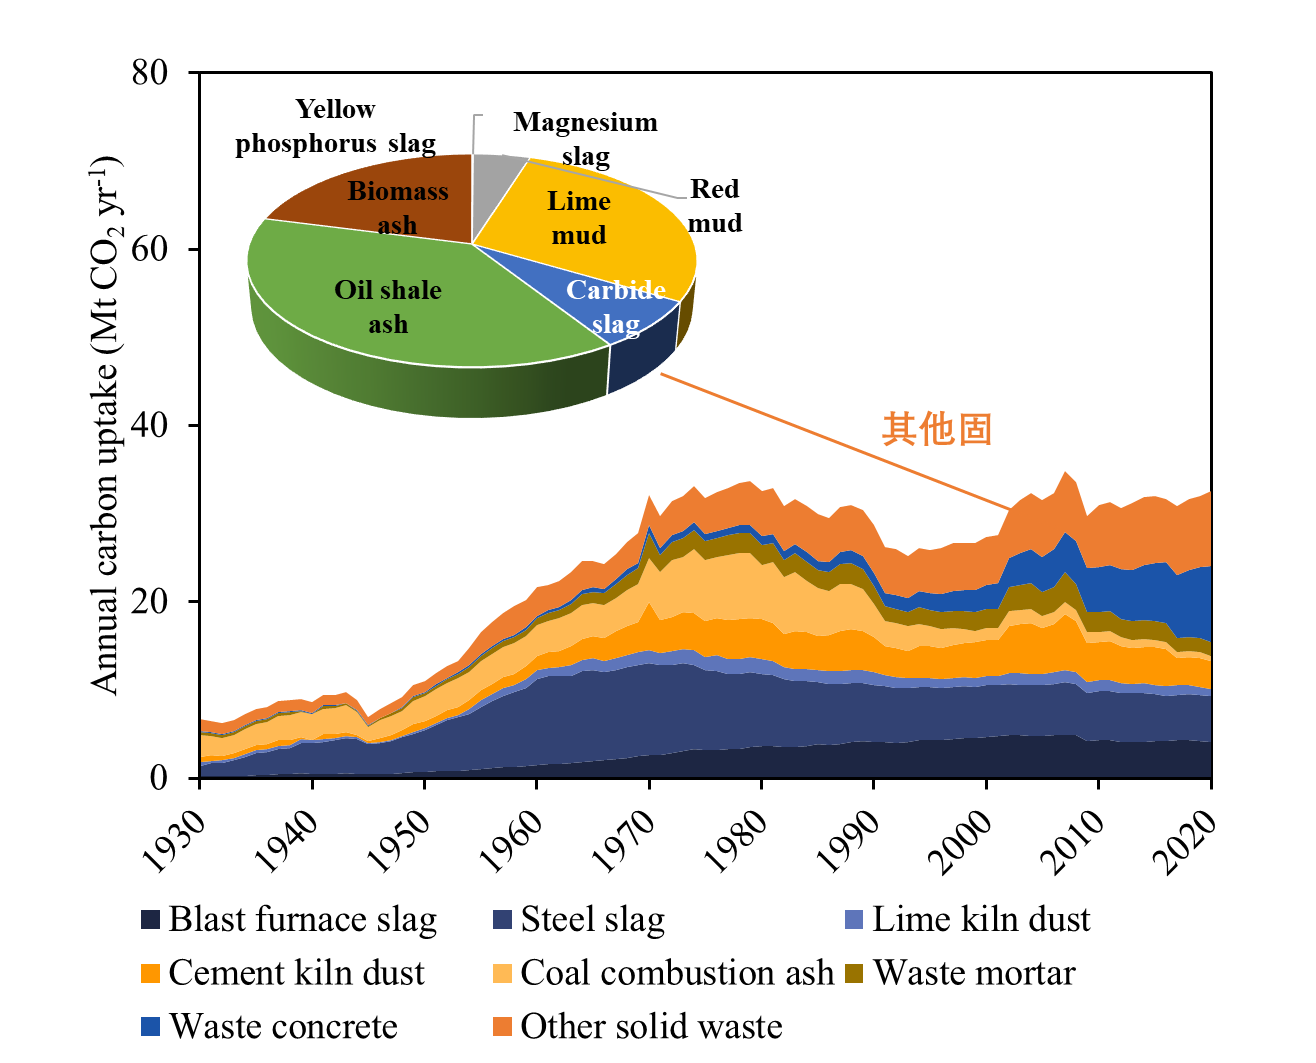 80
60
40
20
0
Annual carbon uptake (Mt CO2 yr-1)
Yellow
phosphorus slag
Magnesium
slag
Red
mud
Lime
mud
Biomass
ash
Oil shale
ash
Carbide
slag
其他固
1930
1940
1950
1960
1970
1980
1990
2000
2010
2020
Blast furnace slag
Steel slag
Lime kiln dust
Cement kiln dust
Coal combustion ash
Waste mortar
Waste concrete
Other solid waste